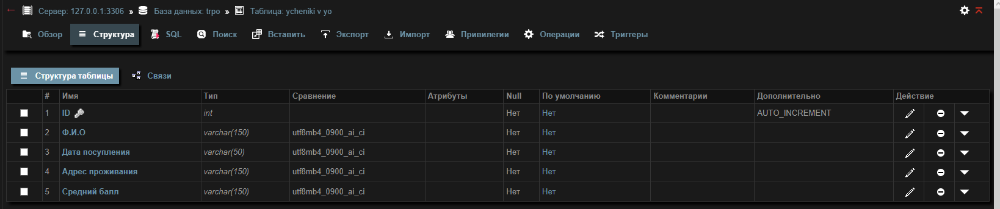 Сервер: 127.0.0.1:3306 » База данных: trpo » Таблица: ycheniki v yo
Обзор Структура SQL Поиск Вставить Экспорт Импорт Привилегии Операции Триггеры
Структура таблицы Связи
# Имя Тип Сравнение Атрибуты Null По умолчанию Комментарии Дополнительно Действие
1 ID int Нет Нет AUTO_INCREMENT
2 Ф.И.О varchar(150) utf8mb4_0900_ai_ci Нет Нет
3 Дата посупления varchar(50) utf8mb4_0900_ai_ci Нет Нет
4 Адрес проживания varchar(150) utf8mb4_0900_ai_ci Нет Нет
5 Средний балл varchar(150) utf8mb4_0900_ai_ci Нет Нет